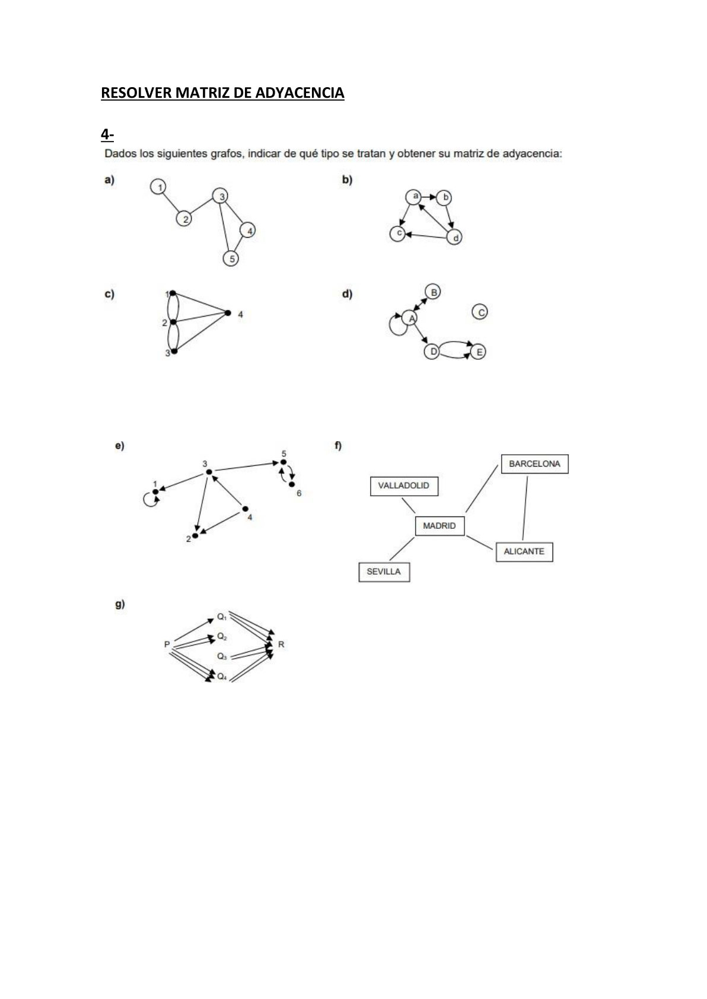 RESOLVER MATRIZ DE ADYACENCIA
4-
Dados los siguientes grafos, indicar de qué tipo se tratan y obtener su matriz de adyacencia:
a)
1
2
3
4
5
b)
a
b
c
d
c)
1
2
3
4
d)
B
C
A
D
E
e)
3
5
1
6
4
2
f)
BARCELONA
VALLADOLID
MADRID
ALICANTE
SEVILLA
g)
Q₁
P
Q₂
R
Q₃
Q₄